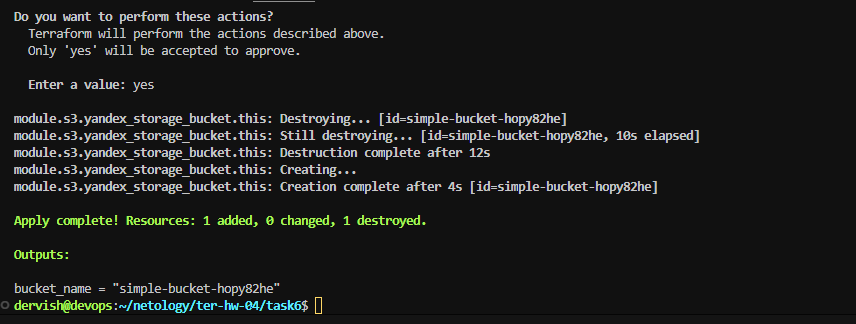 Do you want to perform these actions?
Terraform will perform the actions described above.
Only 'yes' will be accepted to approve.
Enter a value: yes
module.s3.yandex_storage_bucket.this: Destroying... [id=simple-bucket-hopy82he]
module.s3.yandex_storage_bucket.this: Still destroying... [id=simple-bucket-hopy82he, 10s elapsed]
module.s3.yandex_storage_bucket.this: Destruction complete after 12s
module.s3.yandex_storage_bucket.this: Creating...
module.s3.yandex_storage_bucket.this: Creation complete after 4s [id=simple-bucket-hopy82he]
Apply complete! Resources: 1 added, 0 changed, 1 destroyed.
Outputs:
bucket_name = "simple-bucket-hopy82he"
dervish@devops:~/netology/ter-hw-04/task6$